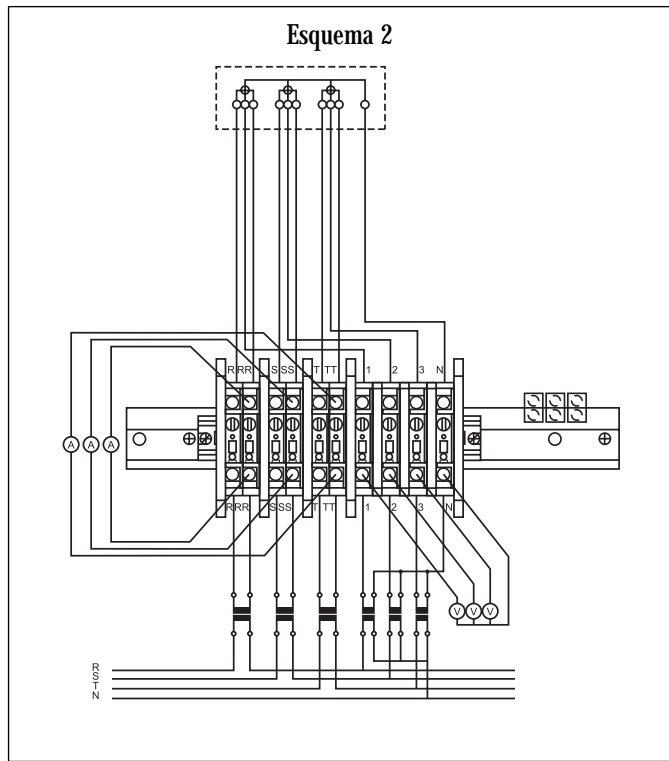 Esquema 2
R RR S SS T TT 1 2 3 N
A A A
R RR S SS T TT 1 2 3 N
V V V
R
S
T
N